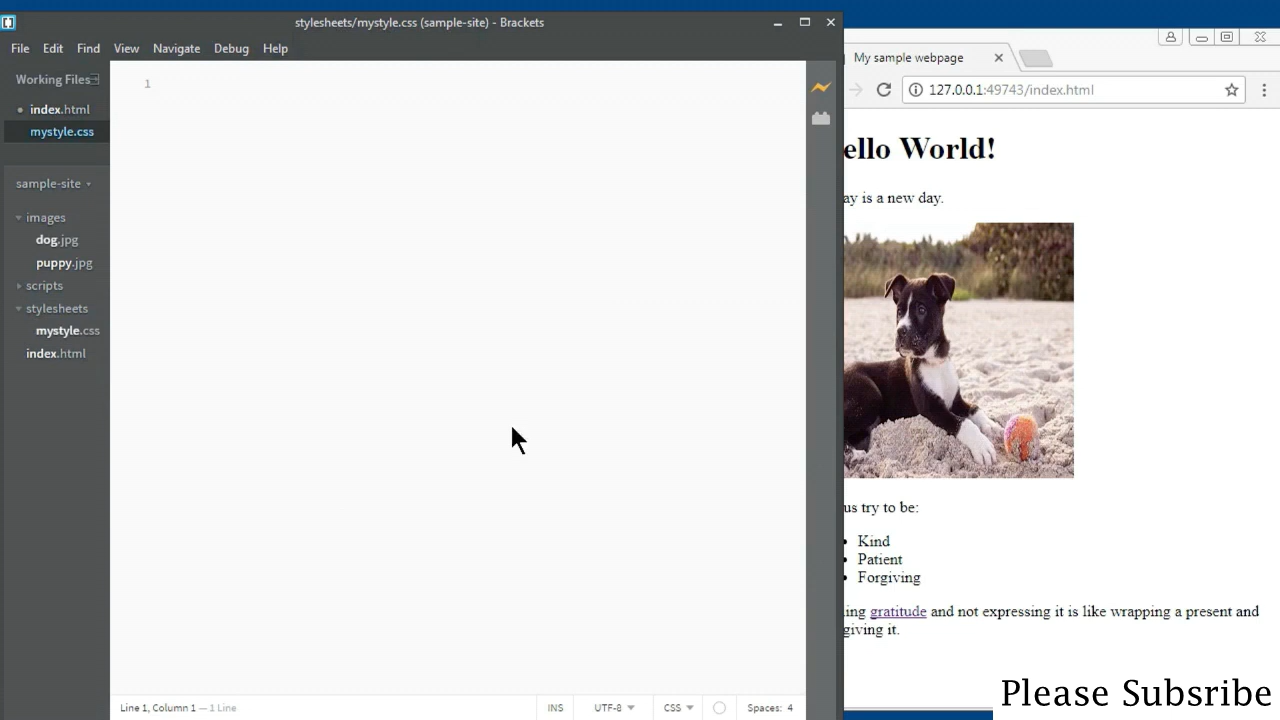 stylesheets/mystyle.css (sample-site) - Brackets
File Edit Find View Navigate Debug Help
Working Files
index.html
mystyle.css
sample-site
images
dog.jpg
puppy.jpg
scripts
stylesheets
mystyle.css
index.html
1
Line 1, Column 1 — 1 Line
INS UTF-8 CSS Spaces: 4
My sample webpage
127.0.0.1:49743/index.html
ello World!
ay is a new day.
us try to be:
Kind
Patient
Forgiving
ing gratitude and not expressing it is like wrapping a present and
giving it.
Please Subsribe